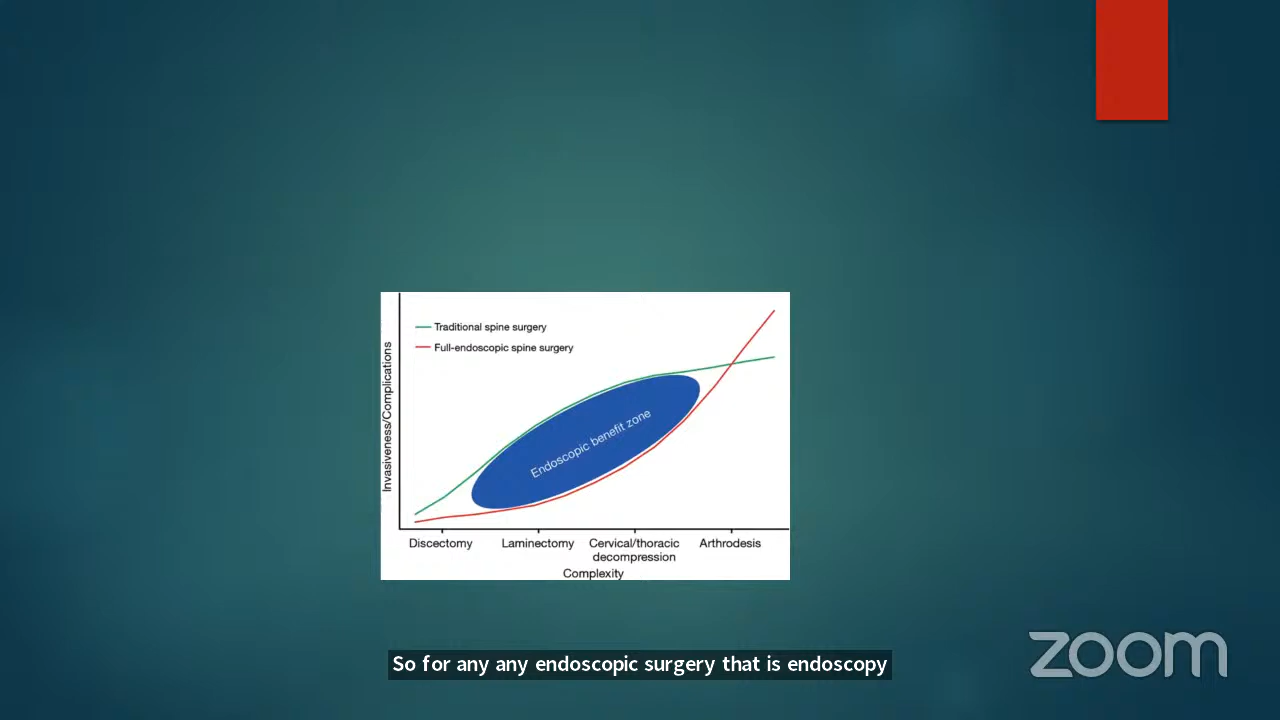 Traditional spine surgery
Full-endoscopic spine surgery
Invasiveness/Complications
Endoscopic benefit zone
Discectomy
Laminectomy
Cervical/thoracic
decompression
Arthrodesis
Complexity
So for any any endoscopic surgery that is endoscopy
zoom